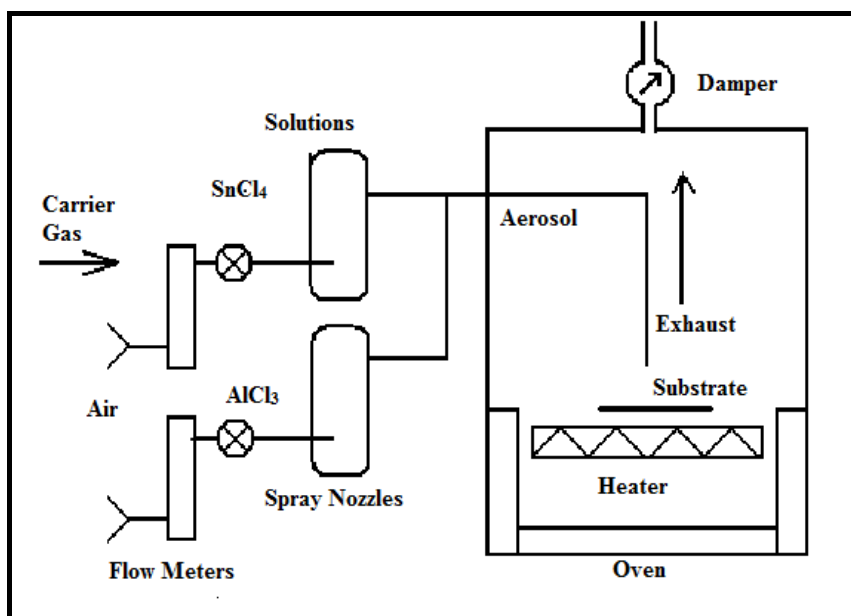 Damper
Solutions
SnCl₄
Carrier
Gas
Aerosol
Exhaust
Substrate
AlCl₃
Air
Heater
Spray Nozzles
Flow Meters
Oven